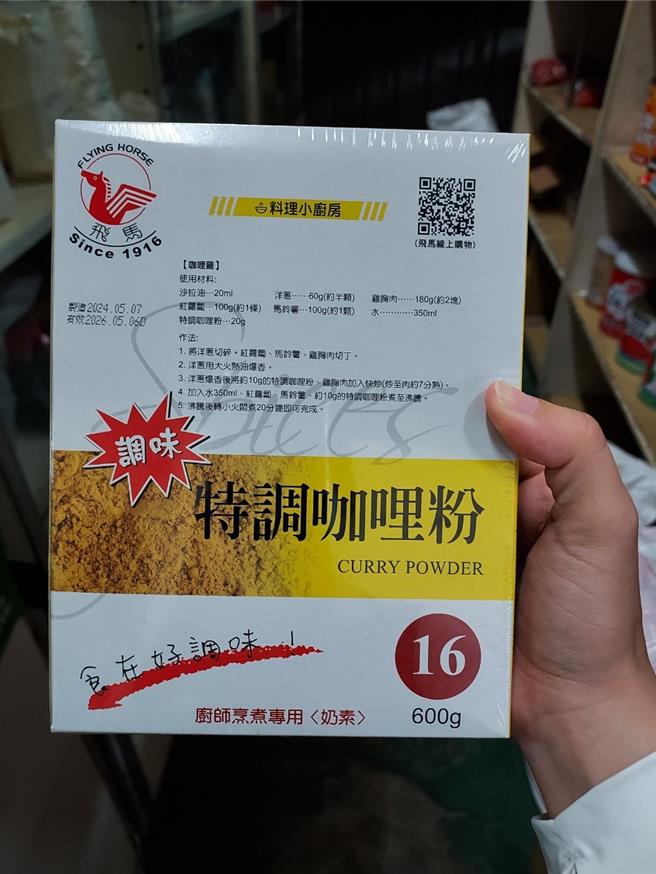 FLYING HORSE
飛馬
Since 1916
料理小廚房
(飛馬線上購物)
【咖哩雞】
使用材料:
沙拉油…20ml 洋蔥……60g(約半顆) 雞胸肉……180g(約2塊)
紅蘿蔔…100g(約1條) 馬鈴薯…100g(約1顆) 水…………350ml
特調咖哩粉…20g
製造2024.05.07
有效2026.05.06D
作法:
1. 將洋蔥切碎。紅蘿蔔、馬鈴薯、雞胸肉切丁。
2. 洋蔥用大火熱油爆香。
3. 洋蔥爆香後將約10g的特調咖哩粉、雞胸肉加入快炒(炒至肉約7分熟)。
4. 加入水350ml、紅蘿蔔、馬鈴薯、約10g的特調咖哩粉煮至沸騰。
5. 沸騰後轉小火悶煮20分鐘即可完成。
Spices
調味
特調咖哩粉
CURRY POWDER
食在好調味!
16
廚師烹煮專用〈奶素〉
600g